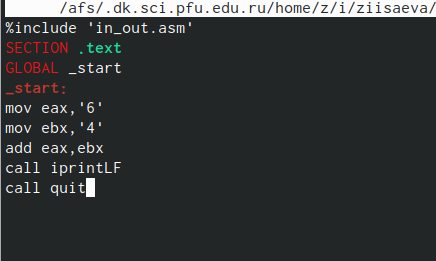 /afs/.dk.sci.pfu.edu.ru/home/z/i/ziisaeva/
%include 'in_out.asm'
SECTION .text
GLOBAL _start
_start:
mov eax,'6'
mov ebx,'4'
add eax,ebx
call iprintLF
call quit